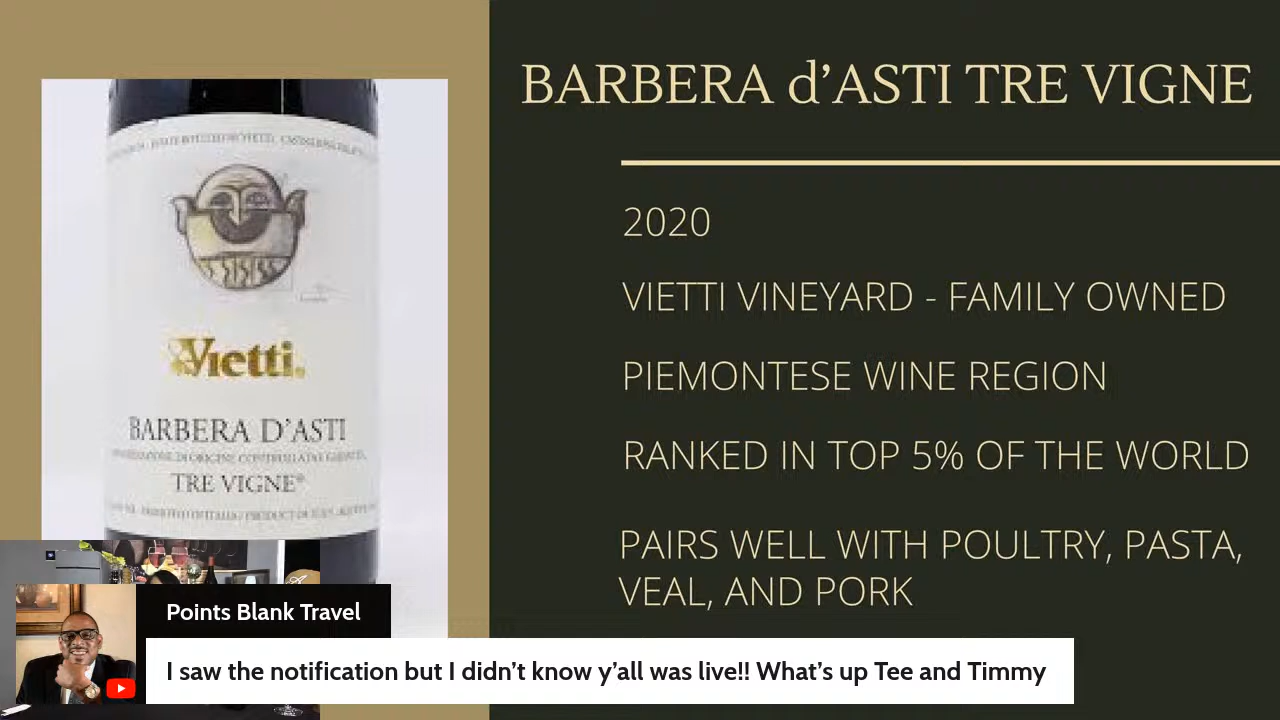 BARBERA d’ASTI TRE VIGNE
2020
VIETTI VINEYARD - FAMILY OWNED
PIEMONTESE WINE REGION
RANKED IN TOP 5% OF THE WORLD
PAIRS WELL WITH POULTRY, PASTA,
VEAL, AND PORK
Vietti.
BARBERA D’ASTI
TRE VIGNE®
Points Blank Travel
I saw the notification but I didn’t know y’all was live!! What’s up Tee and Timmy